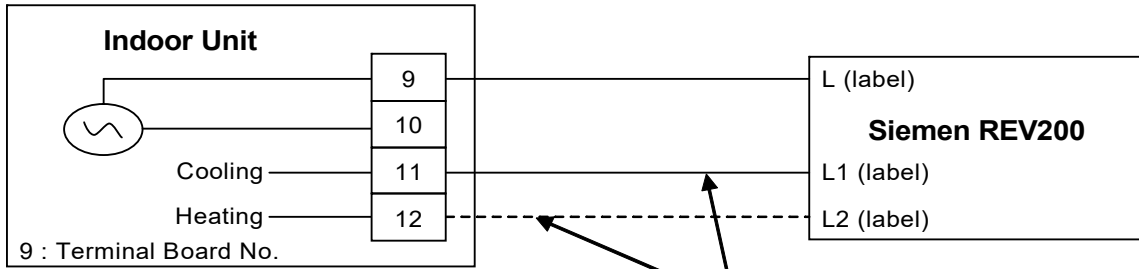 Indoor Unit
9
L (label)
10
Siemen REV200
Cooling
11
L1 (label)
Heating
12
L2 (label)
9 : Terminal Board No.